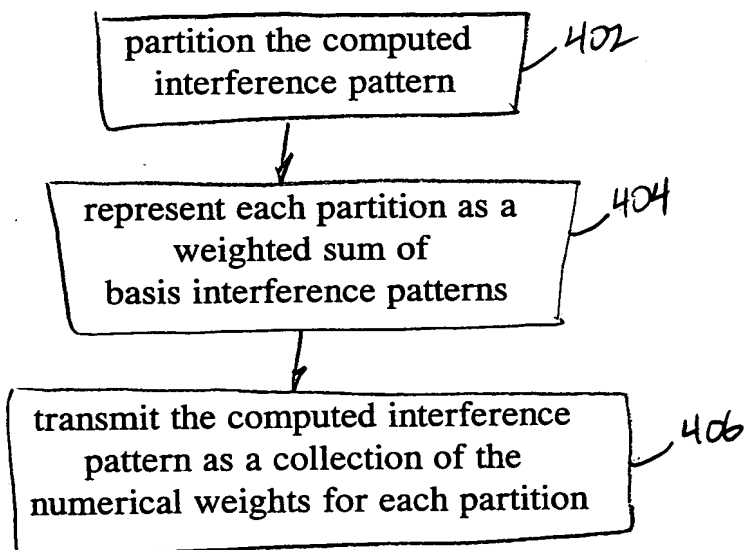 partition the computed
402
interference pattern
represent each partition as a
404
weighted sum of
basis interference patterns
transmit the computed interference
406
pattern as a collection of the
numerical weights for each partition